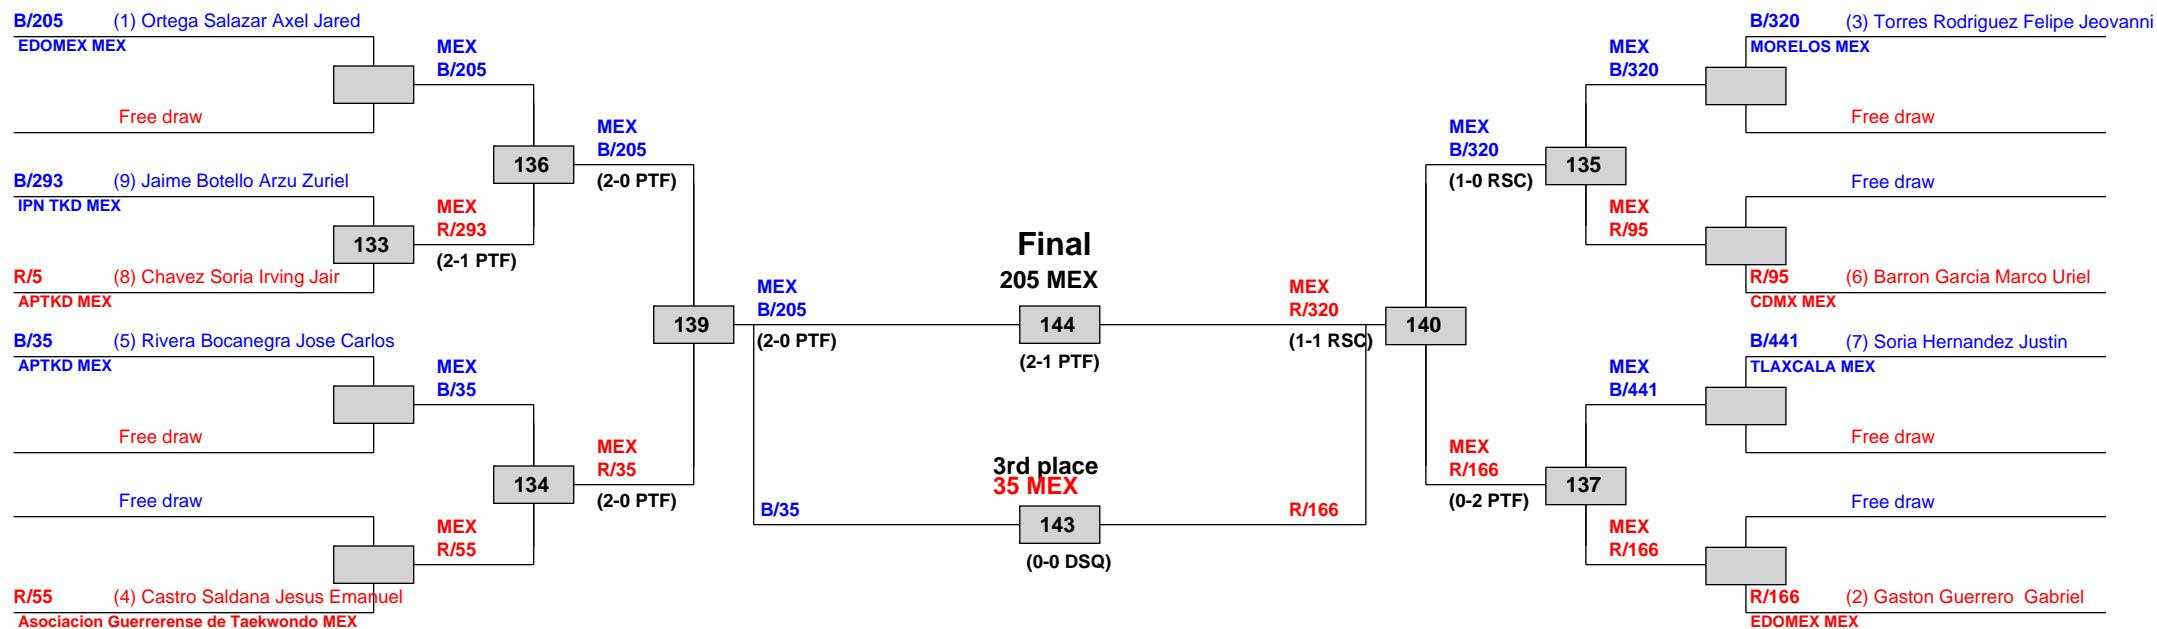 B/205 (1) Ortega Salazar Axel Jared
EDOMEX MEX
Free draw
B/293 (9) Jaime Botello Arzu Zuriel
IPN TKD MEX
R/5 (8) Chavez Soria Irving Jair
APTKD MEX
B/35 (5) Rivera Bocanegra Jose Carlos
APTKD MEX
Free draw
Free draw
R/55 (4) Castro Saldana Jesus Emanuel
Asociacion Guerrerense de Taekwondo MEX
133
MEX
B/205
MEX
R/293
(2-1 PTF)
MEX
B/35
MEX
R/55
136
134
MEX
B/205
(2-0 PTF)
MEX
R/35
(2-0 PTF)
139
MEX
B/205
(2-0 PTF)
B/35
Final
205 MEX
144
(2-1 PTF)
3rd place
35 MEX
143
(0-0 DSQ)
MEX
R/320
(1-1 RSC)
R/166
140
MEX
B/320
(1-0 RSC)
MEX
R/166
(0-2 PTF)
135
137
MEX
B/320
MEX
R/95
MEX
B/441
MEX
R/166
B/320 (3) Torres Rodriguez Felipe Jeovanni
MORELOS MEX
Free draw
Free draw
R/95 (6) Barron Garcia Marco Uriel
CDMX MEX
B/441 (7) Soria Hernandez Justin
TLAXCALA MEX
Free draw
Free draw
R/166 (2) Gaston Guerrero  Gabriel
EDOMEX MEX